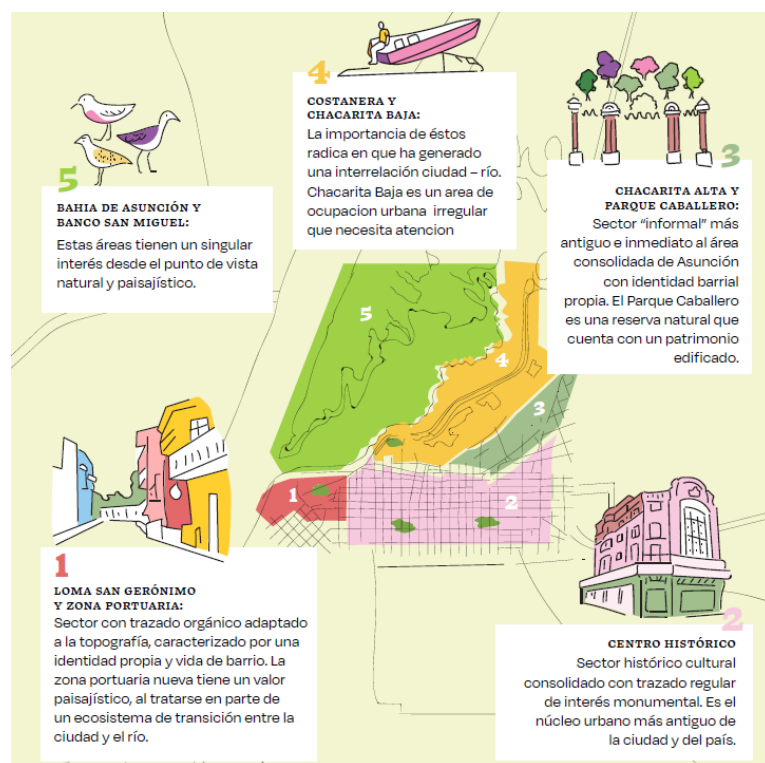 4
COSTANERA Y
CHACARITA BAJA:
La importancia de éstos
radica en que ha generado
una interrelación ciudad – río.
Chacarita Baja es un area de
ocupacion urbana irregular
que necesita atencion
3
CHACARITA ALTA Y
PARQUE CABALLERO:
Sector “informal” más
antiguo e inmediato al área
consolidada de Asunción
con identidad barrial
propia. El Parque Caballero
es una reserva natural que
cuenta con un patrimonio
edificado.
5
BAHIA DE ASUNCIÓN Y
BANCO SAN MIGUEL:
Estas áreas tienen un singular
interés desde el punto de vista
natural y paisajístico.
5
4
3
1
2
1
LOMA SAN GERÓNIMO
Y ZONA PORTUARIA:
Sector con trazado orgánico adaptado
a la topografía, caracterizado por una
identidad propia y vida de barrio. La
zona portuaria nueva tiene un valor
paisajístico, al tratarse en parte de
un ecosistema de transición entre la
ciudad y el río.
2
CENTRO HISTÓRICO
Sector histórico cultural
consolidado con trazado regular
de interés monumental. Es el
núcleo urbano más antiguo de
la ciudad y del país.